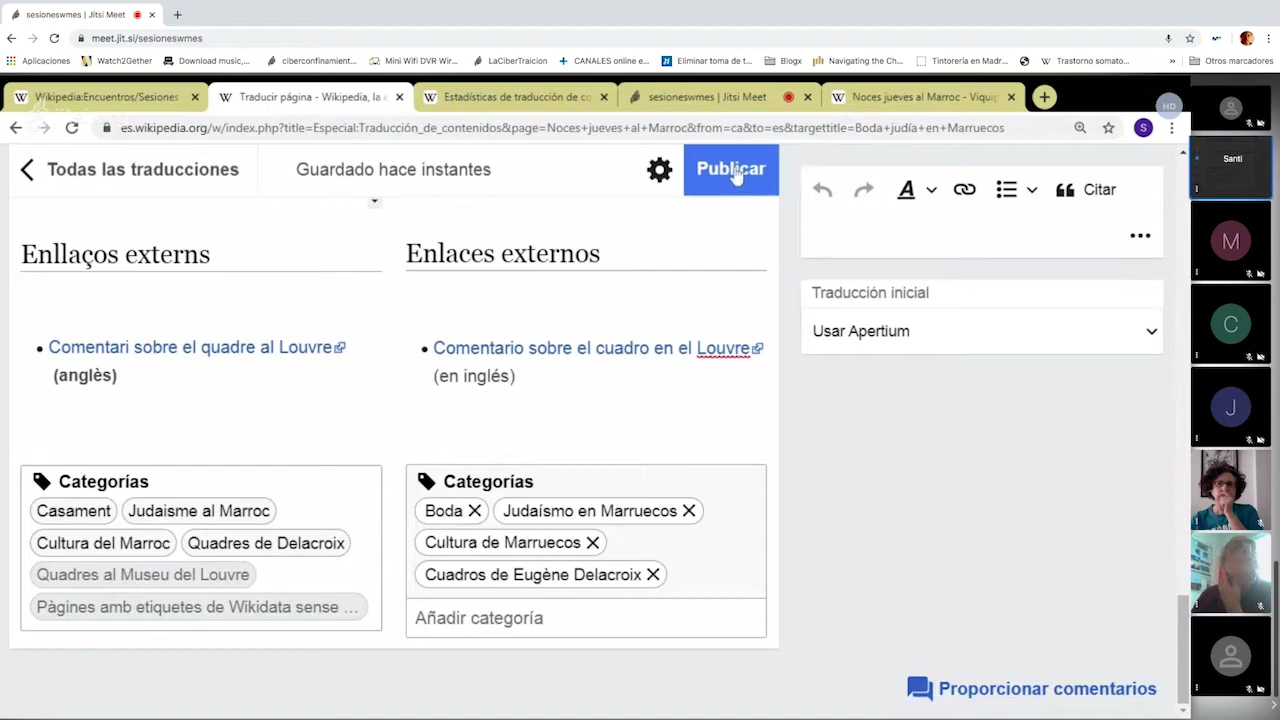 sesioneswmes | Jitsi Meet
meet.jit.si/sesioneswmes
Aplicaciones Watch2Gether Download music,... ciberconfinamient... Mini Wifi DVR Wir... LaCiberTraicion CANALES online e... Eliminar toma de t... Blogx Navigating the Ch... Tintorería en Madr... Trastorno somato... » Otros marcadores
Wikipedia:Encuentros/Sesiones Traducir página - Wikipedia, la e Estadísticas de traducción de co sesioneswmes | Jitsi Meet Noces jueves al Marroc - Viquip
HD
es.wikipedia.org/w/index.php?title=Especial:Traducción_de_contenidos&page=Noces+jueves+al+Marroc&from=ca&to=es&targettitle=Boda+judía+en+Marruecos S
Todas las traducciones Guardado hace instantes Publicar
Citar
Santi
Enllaços externs Enlaces externos
M
Traducción inicial
Usar Apertium
C
Comentari sobre el quadre al Louvre Comentario sobre el cuadro en el Louvre
(anglès) (en inglés)
J
Categorías Categorías
Casament Judaisme al Marroc Boda Judaísmo en Marruecos
Cultura del Marroc Quadres de Delacroix Cultura de Marruecos
Quadres al Museu del Louvre Cuadros de Eugène Delacroix
Pàgines amb etiquetes de Wikidata sense ... Añadir categoría
Proporcionar comentarios